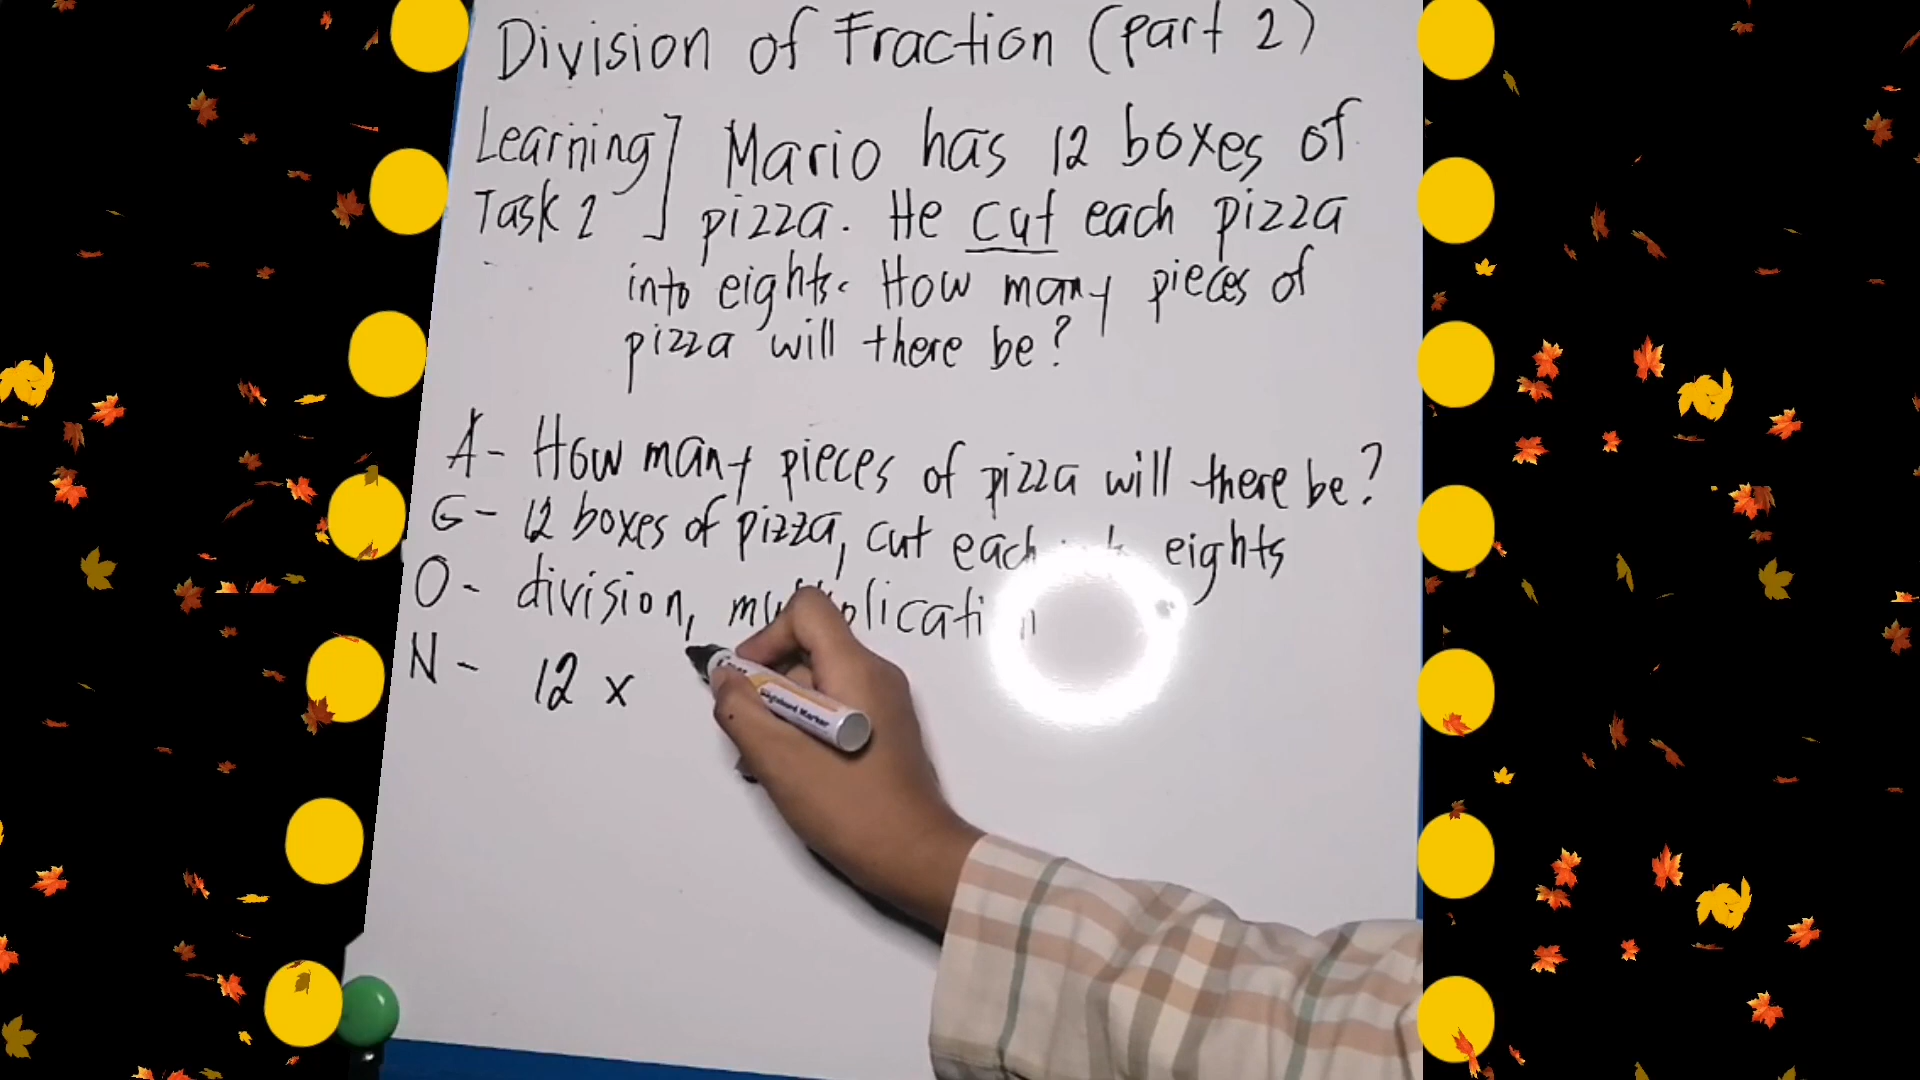 Division of Fraction (part 2)
Learning Task 2] Mario has 12 boxes of
pizza. He cut each pizza
into eights. How many pieces of
pizza will there be?
A- How many pieces of pizza will there be?
G- 12 boxes of pizza, cut each eights
O- division,
N- 12 x